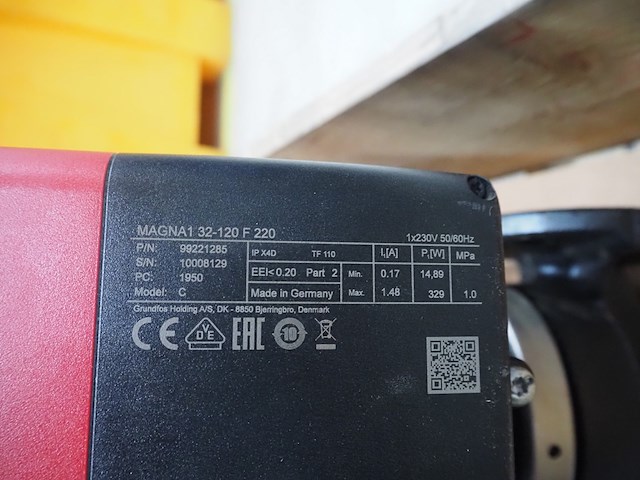 MAGNA1 32-120 F 220
1x230V 50/60Hz
P/N: 99221285
S/N: 10008129
PC: 1950
Model: C
IP X4D TF 110 I₁[A] P₁[W] MPa
EEI≤ 0.20 Part 2 Min. 0.17 14,89
Made in Germany Max. 1.48 329 1.0
Grundfos Holding A/S, DK - 8850 Bjerringbro, Denmark
CE VDE EAC 10